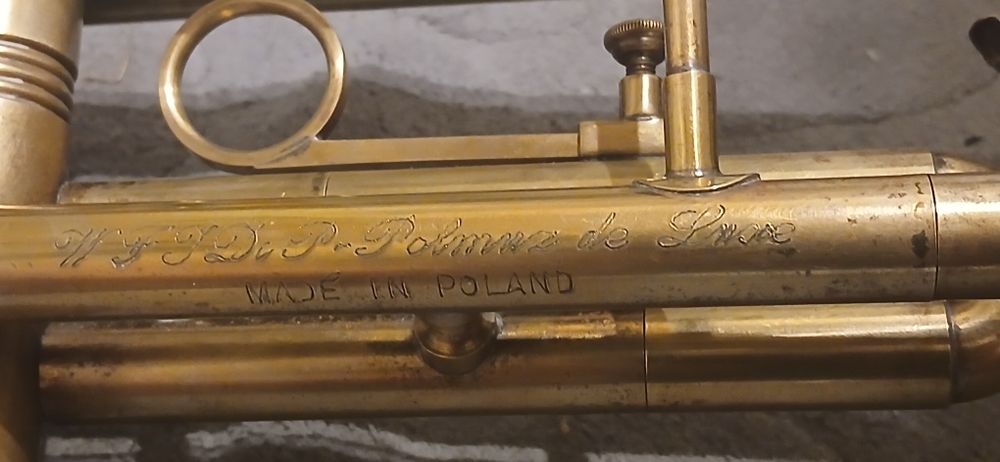 W F I D i P - Polmuz de Luxe
MADE IN POLAND